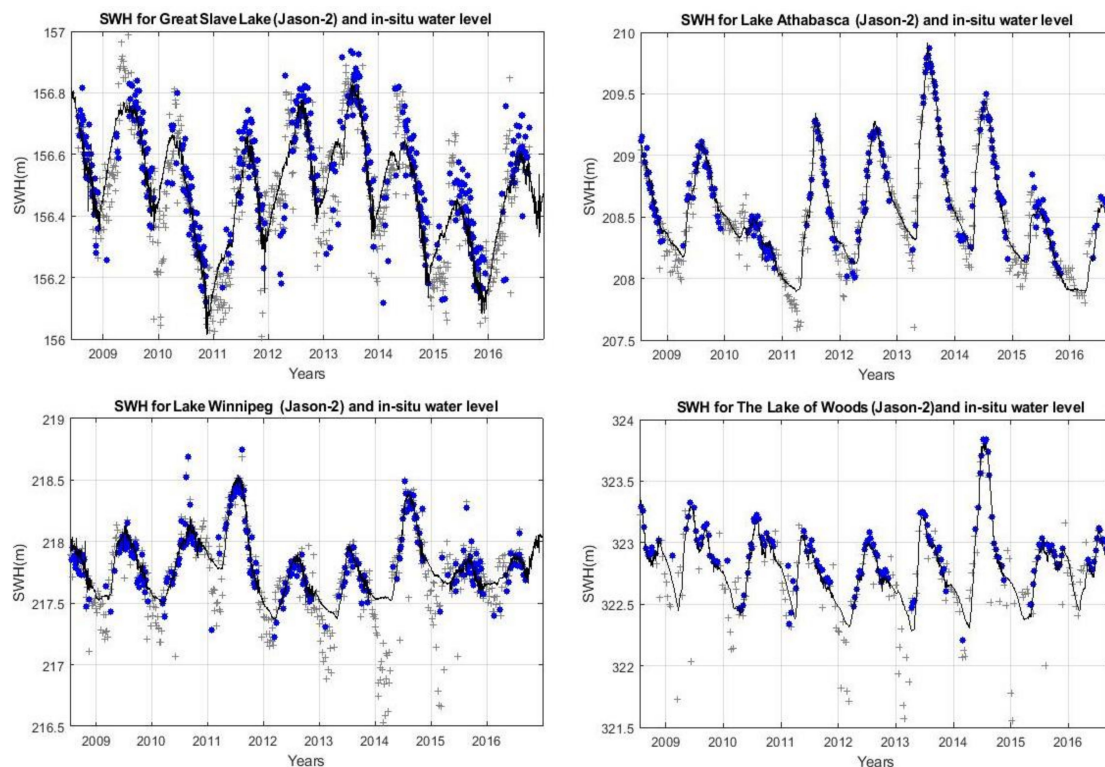 SWH for Great Slave Lake (Jason-2) and in-situ water level
157
156.8
156.6
156.4
156.2
156
SWH(m)
2009 2010 2011 2012 2013 2014 2015 2016
Years
SWH for Lake Athabasca (Jason-2) and in-situ water level
210
209.5
209
208.5
208
207.5
SWH(m)
2009 2010 2011 2012 2013 2014 2015 2016
Years
SWH for Lake Winnipeg (Jason-2) and in-situ water level
219
218.5
218
217.5
217
216.5
SWH(m)
2009 2010 2011 2012 2013 2014 2015 2016
Years
SWH for The Lake of Woods (Jason-2)and in-situ water level
324
323.5
323
322.5
322
321.5
SWH(m)
2009 2010 2011 2012 2013 2014 2015 2016
Years